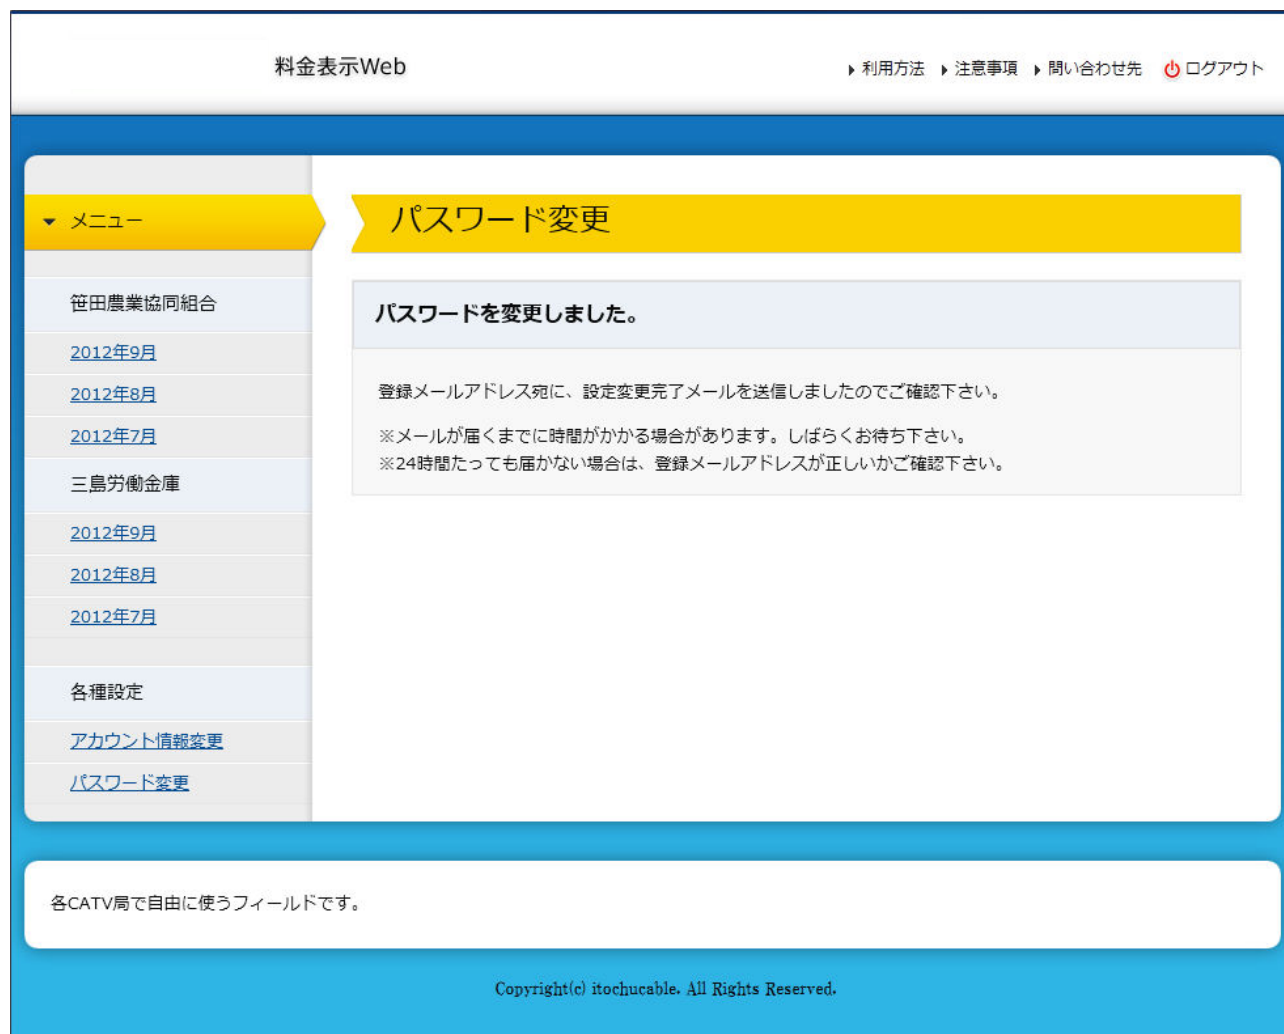 料金表示Web
利用方法 注意事項 問い合わせ先 ログアウト
メニュー
笹田農業協同組合
2012年9月
2012年8月
2012年7月
三島労働金庫
2012年9月
2012年8月
2012年7月
各種設定
アカウント情報変更
パスワード変更
パスワード変更
パスワードを変更しました。
登録メールアドレス宛に、設定変更完了メールを送信しましたのでご確認下さい。
※メールが届くまでに時間がかかる場合があります。しばらくお待ち下さい。
※24時間たっても届かない場合は、登録メールアドレスが正しいかご確認下さい。
各CATV局で自由に使うフィールドです。
Copyright(c) itochucable. All Rights Reserved.